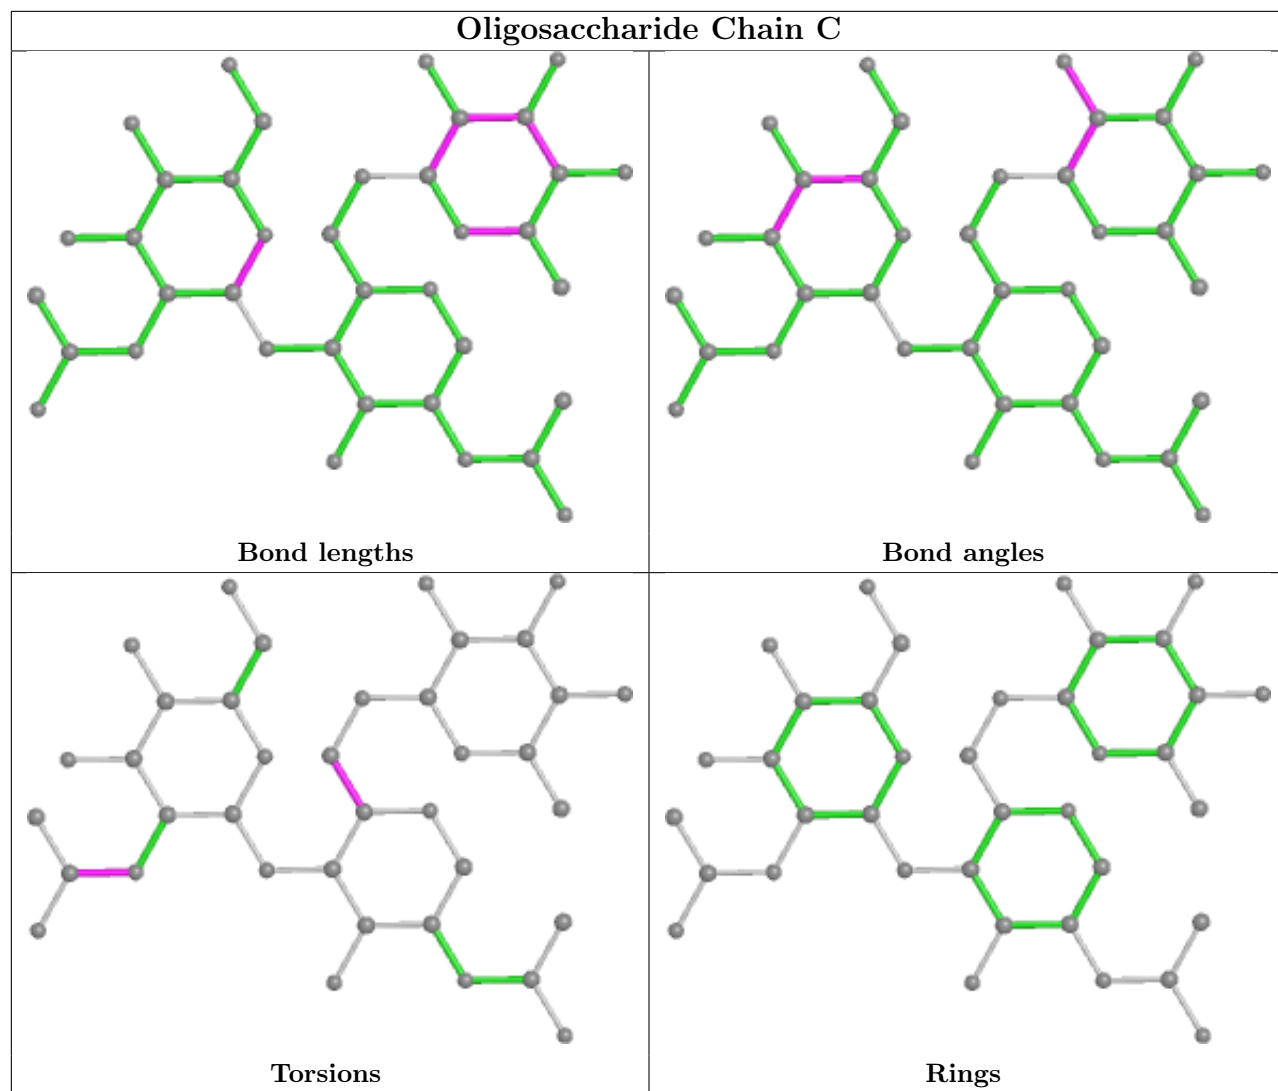 Oligosaccharide Chain C
Bond lengths
Bond angles
Torsions
Rings